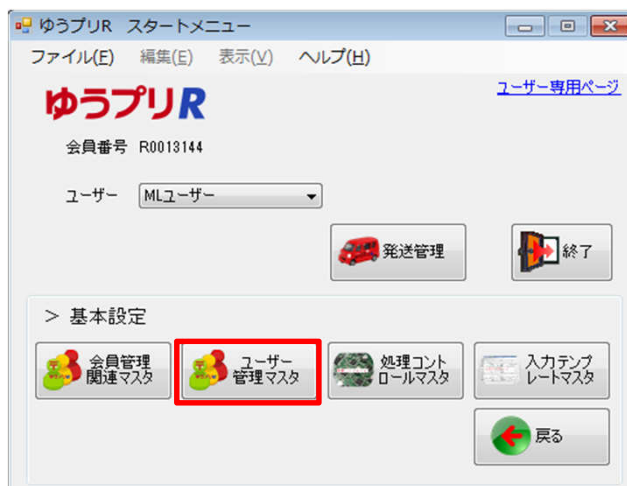 ゆうプリR スタートメニュー
ファイル(F) 編集(E) 表示(V) ヘルプ(H)
ゆうプリR
ユーザー専用ページ
会員番号 R0013144
ユーザー MLユーザー
発送管理
終了
> 基本設定
会員管理
関連マスタ
ユーザー
管理マスタ
処理コント
ロールマスタ
入力テンプ
レートマスタ
戻る